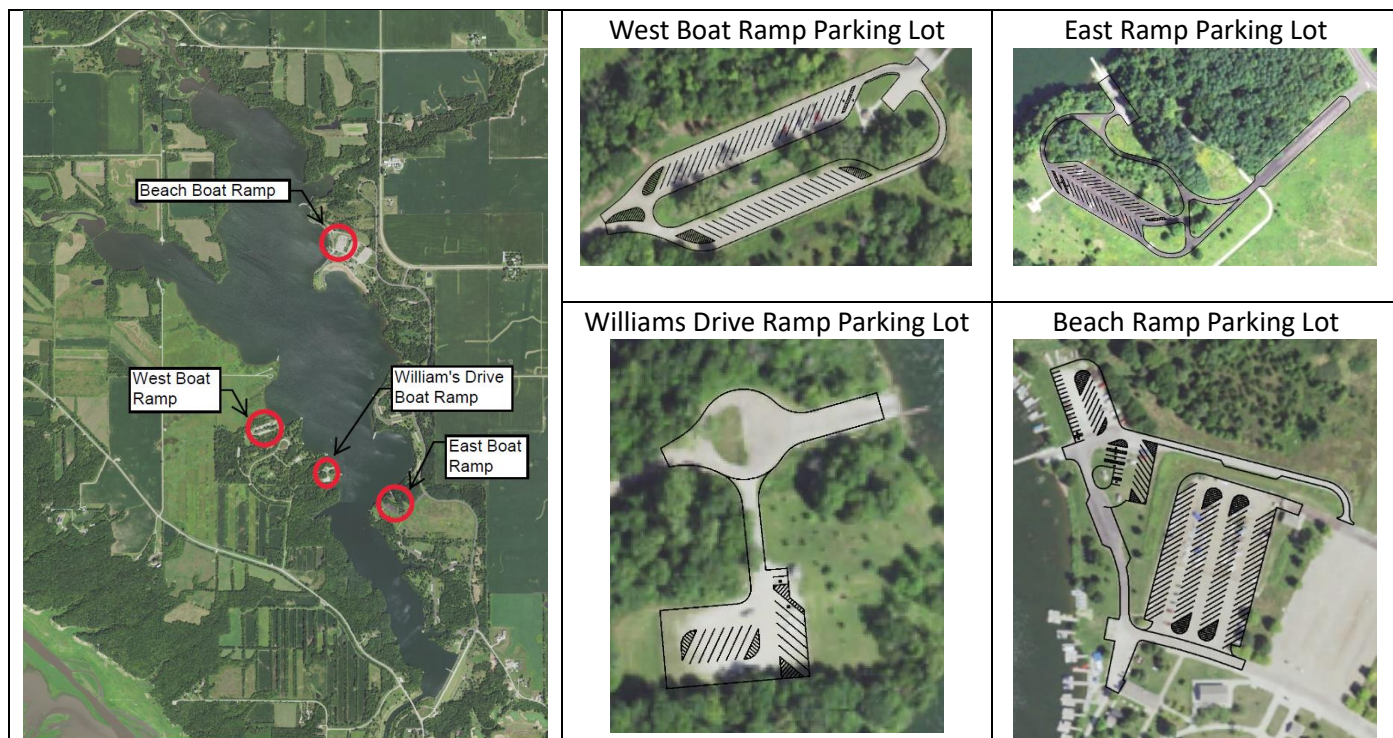 Beach Boat Ramp
West Boat
Ramp
William's Drive
Boat Ramp
East Boat
Ramp
West Boat Ramp Parking Lot
East Ramp Parking Lot
Williams Drive Ramp Parking Lot
Beach Ramp Parking Lot